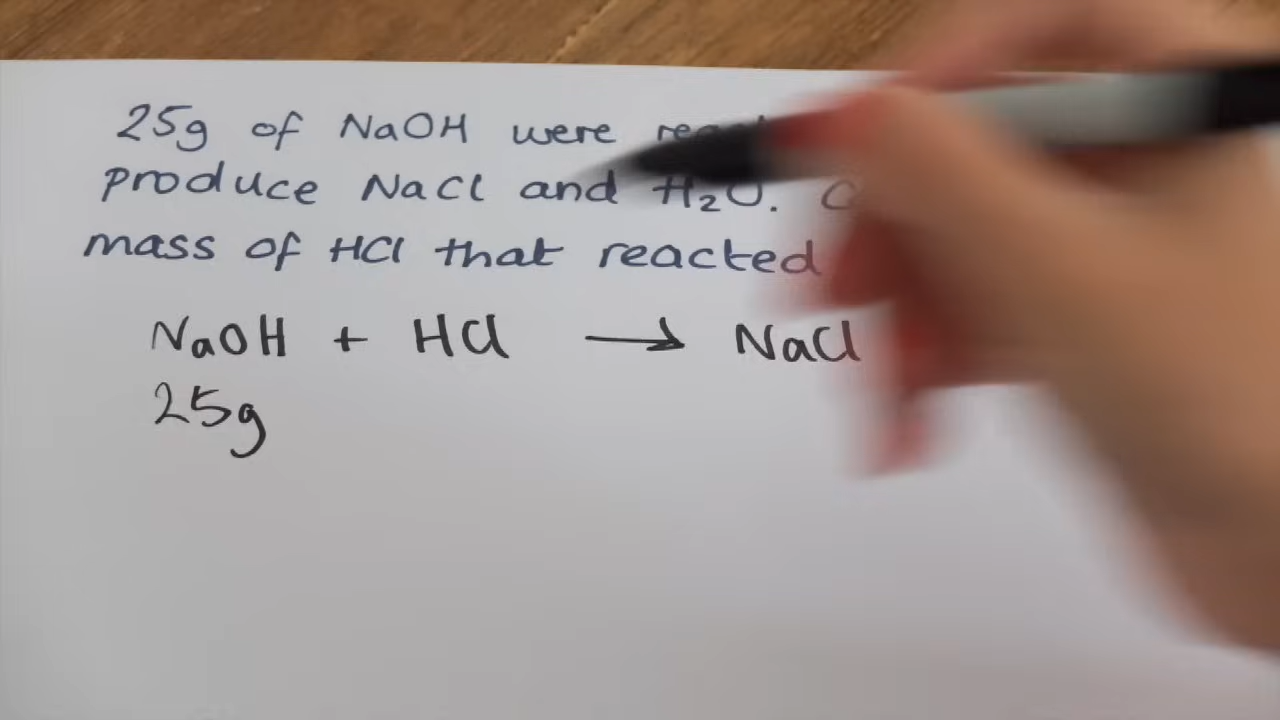 25g of NaOH were
produce NaCl and H₂O.
mass of HCl that reacted
NaOH + HCl → NaCl
25g